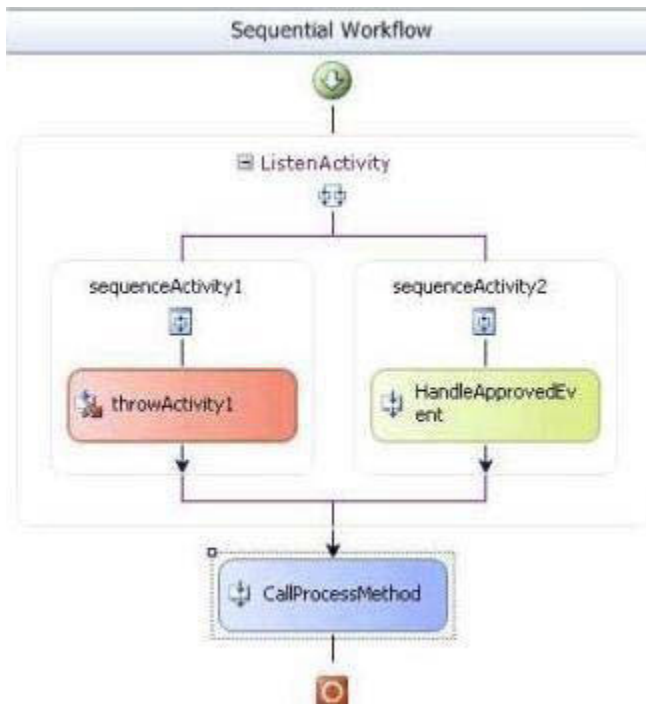 Sequential Workflow
ListenActivity
sequenceActivity1
sequenceActivity2
throwActivity1
HandleApprovedEv
ent
CallProcessMethod